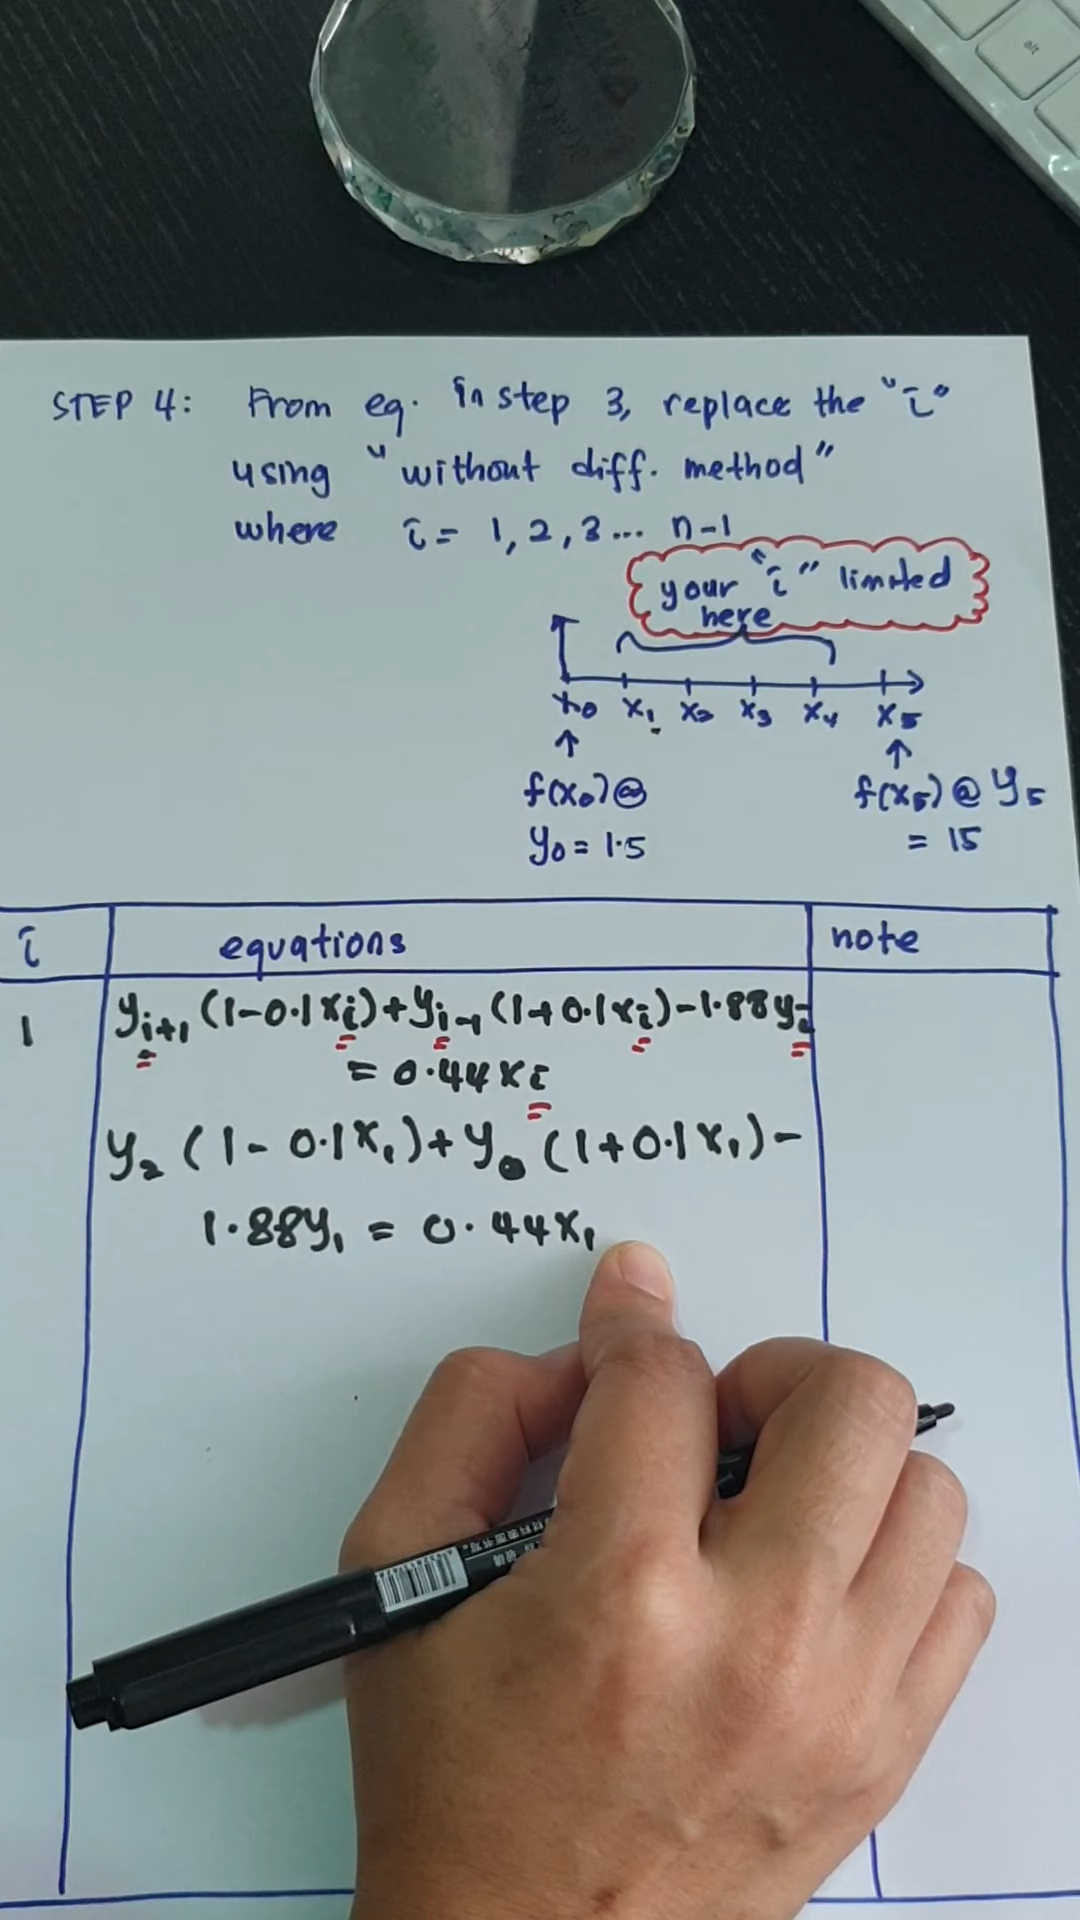 alt
STEP 4: From eq. in step 3, replace the "i"
using "without diff. method"
where i = 1, 2, 3 ... n-1
your "i" limited
here
x0 x1 x2 x3 x4 x5
↑ ↑
f(x0) @ f(x5) @ y5
y0 = 1.5 = 15
i equations note
1 yi+1 (1-0.1xi)+yi-1 (1+0.1xi)-1.88yi
= 0.44xi
y2 (1-0.1x1)+y0 (1+0.1x1)-
1.88y1 = 0.44x1